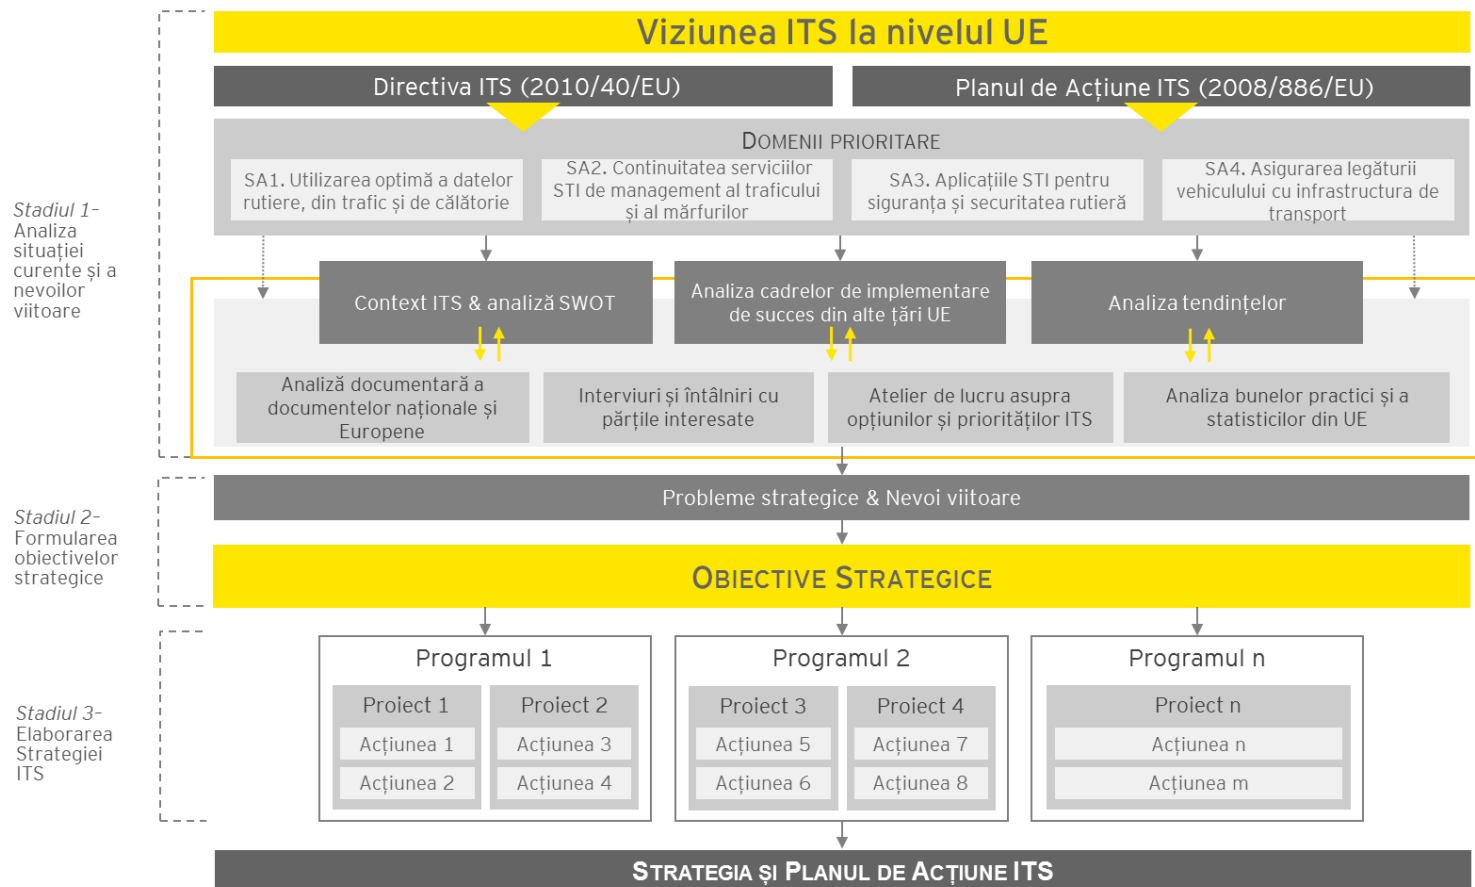 Viziunea ITS la nivelul UE
Directiva ITS (2010/40/EU)
Planul de Acțiune ITS (2008/886/EU)
DOMENII PRIORITARE
SA1. Utilizarea optimă a datelor
rutiere, din trafic și de călătorie
SA2. Continuitatea serviciilor
STI de management al traficului
și al mărfurilor
SA3. Aplicațiile STI pentru
siguranța și securitatea rutieră
SA4. Asigurarea legăturii
vehiculului cu infrastructura de
transport
Stadiul 1–
Analiza
situației
curente și a
nevoilor
viitoare
Context ITS & analiză SWOT
Analiza cadrelor de implementare
de succes din alte țări UE
Analiza tendințelor
Analiză documentară a
documentelor naționale și
Europene
Interviuri și întâlniri cu
părțile interesate
Atelier de lucru asupra
opțiunilor și priorităților ITS
Analiza bunelor practici și a
statisticilor din UE
Stadiul 2–
Formularea
obiectivelor
strategice
Probleme strategice & Nevoi viitoare
OBIECTIVE STRATEGICE
Stadiul 3–
Elaborarea
Strategiei
ITS
Programul 1
Proiect 1
Acțiunea 1
Acțiunea 2
Proiect 2
Acțiunea 3
Acțiunea 4
Programul 2
Proiect 3
Acțiunea 5
Acțiunea 6
Proiect 4
Acțiunea 7
Acțiunea 8
Programul n
Proiect n
Acțiunea n
Acțiunea m
STRATEGIA ȘI PLANUL DE ACȚIUNE ITS